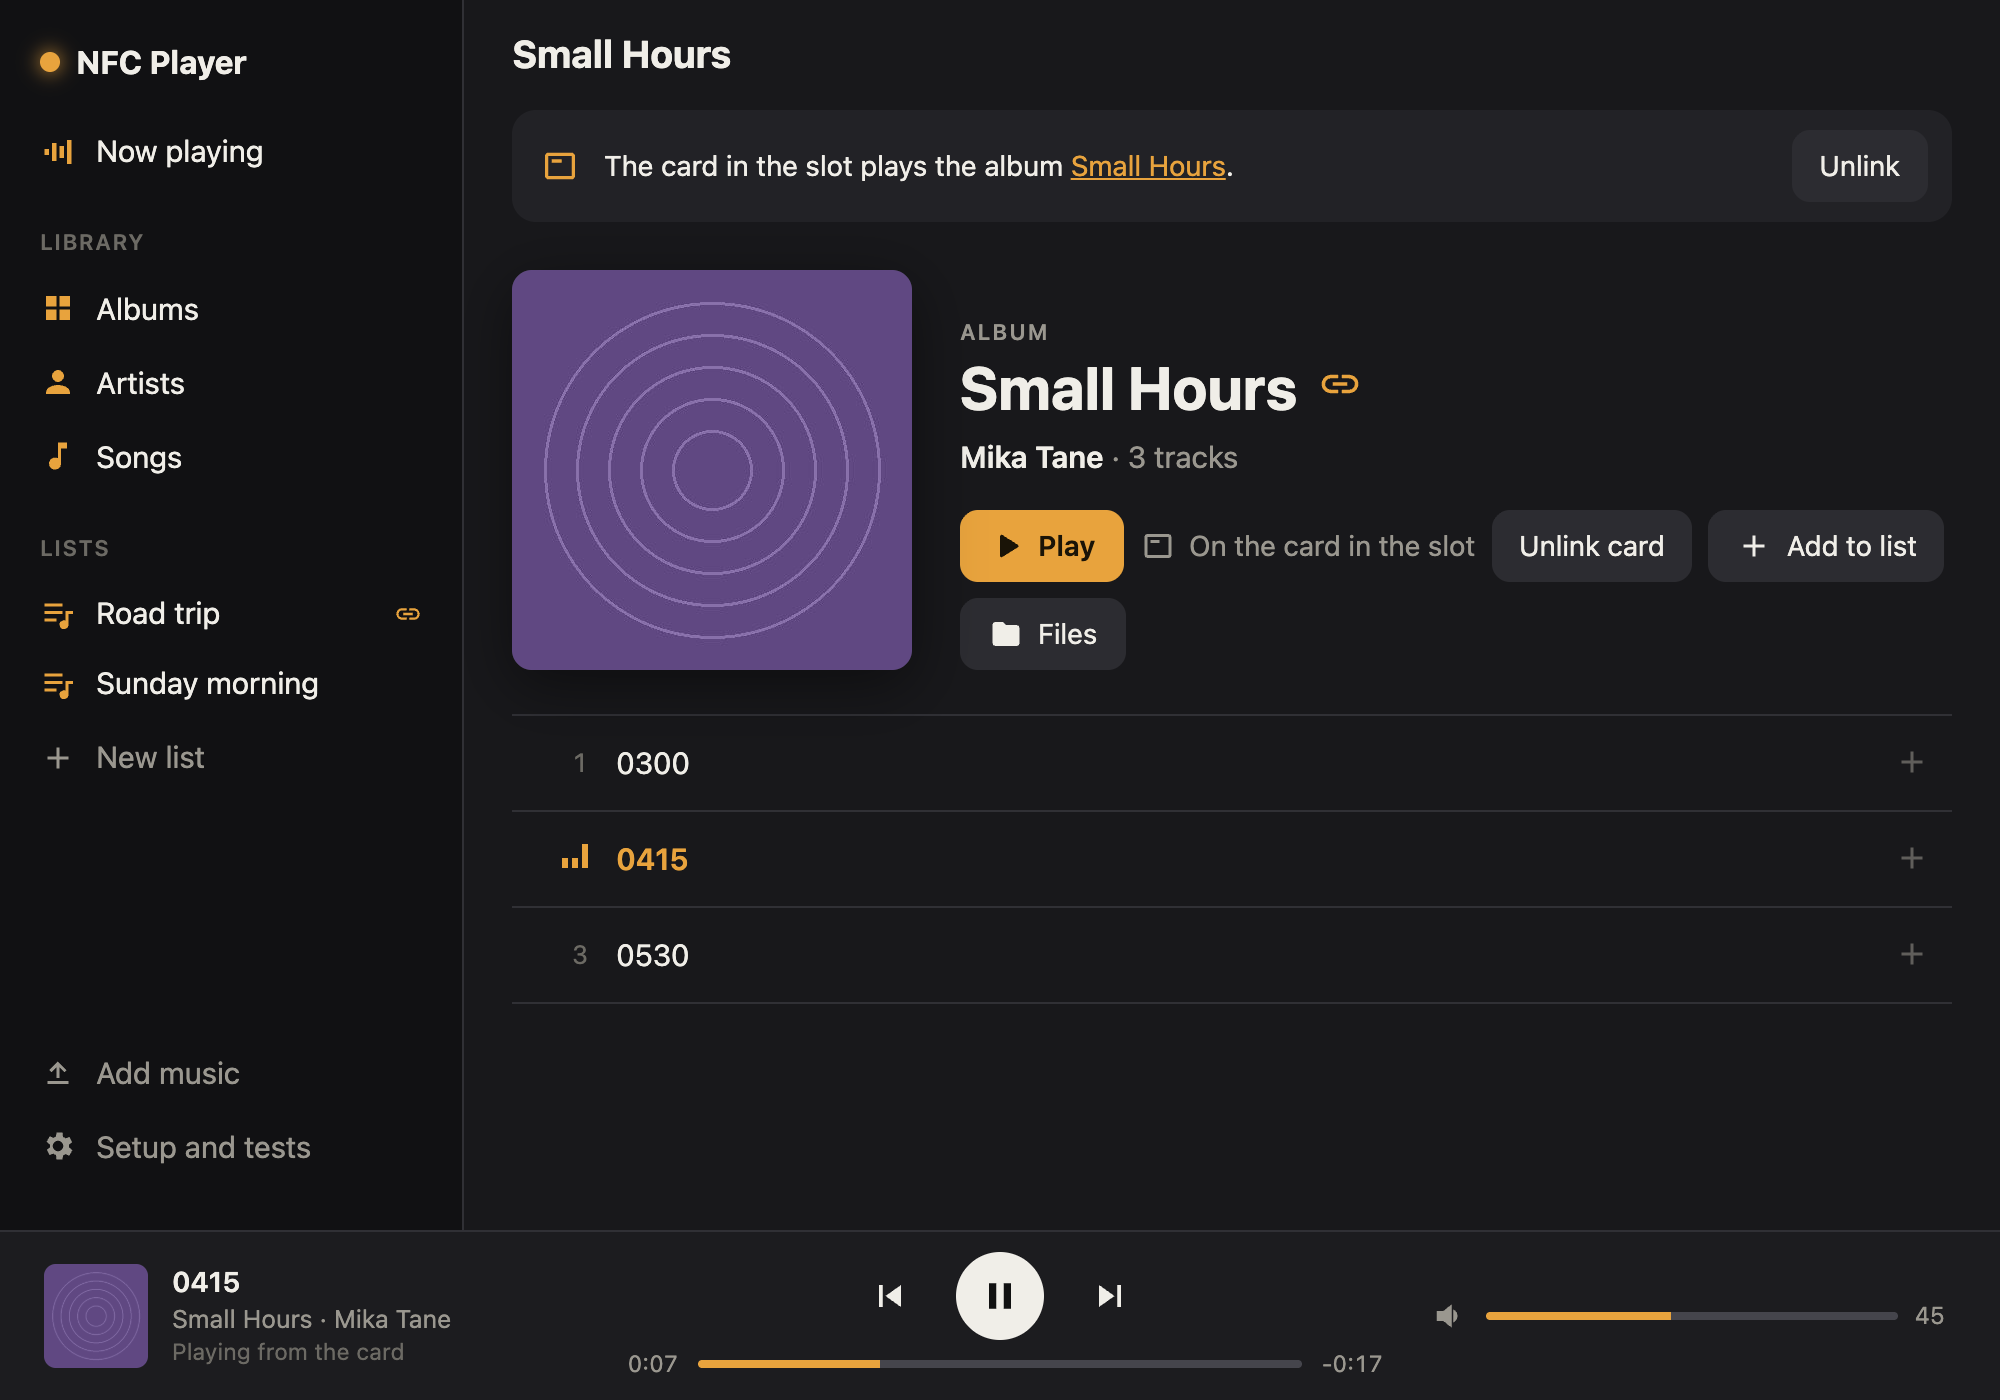 NFC Player
Now playing
LIBRARY
Albums
Artists
Songs
LISTS
Road trip
Sunday morning
New list
Add music
Setup and tests
Small Hours
The card in the slot plays the album Small Hours.
Unlink
ALBUM
Small Hours
Mika Tane · 3 tracks
Play
On the card in the slot
Unlink card
Add to list
Files
1 0300
0415
3 0530
0415
Small Hours · Mika Tane
Playing from the card
0:07
-0:17
45